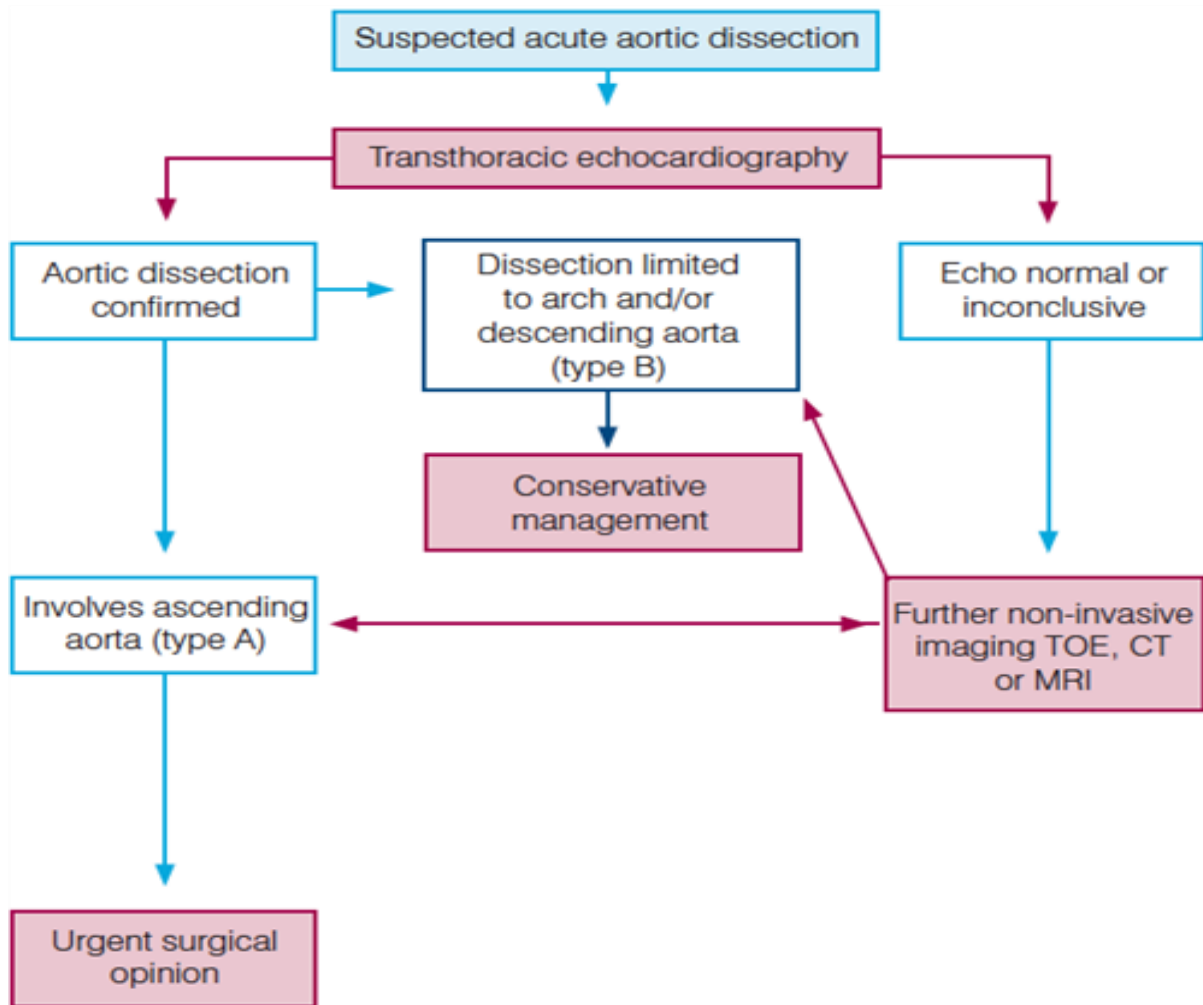 Suspected acute aortic dissection
Transthoracic echocardiography
Aortic dissection
confirmed
Dissection limited
to arch and/or
descending aorta
(type B)
Echo normal or
inconclusive
Conservative
management
Involves ascending
aorta (type A)
Further non-invasive
imaging TOE, CT
or MRI
Urgent surgical
opinion